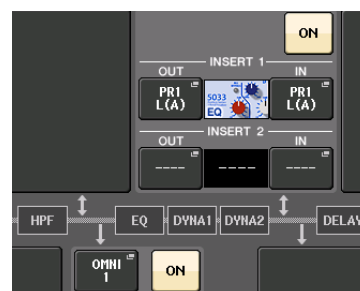 ON
INSERT 1
OUT
IN
PR1
L(A)
5033
EQ
PR1
L(A)
INSERT 2
OUT
IN
----
----
----
HPF
EQ
DYNA1
DYNA2
DELAY
OMNI
1
ON